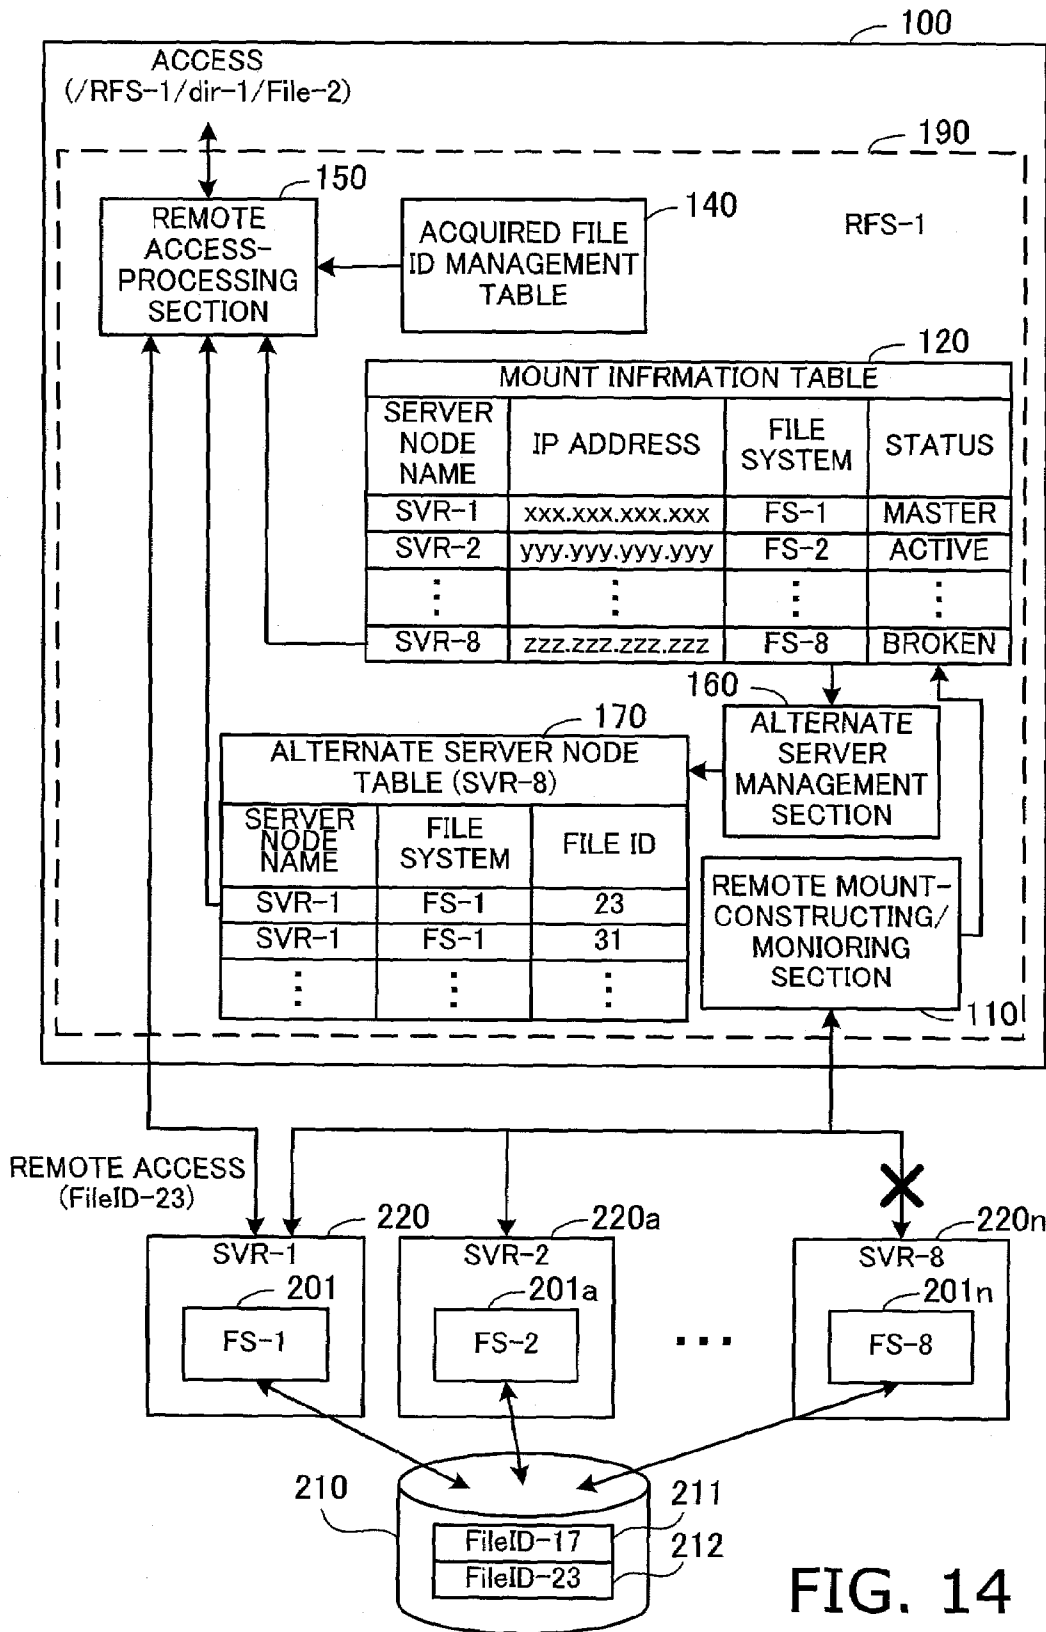 100
ACCESS
(/RFS-1/dir-1/File-2)
190
150
140
REMOTE
ACCESS-
PROCESSING
SECTION
ACQUIRED FILE
ID MANAGEMENT
TABLE
RFS-1
120
MOUNT INFRMATION TABLE
SERVER
NODE
NAME
IP ADDRESS
FILE
SYSTEM
STATUS
SVR-1 xxx.xxx.xxx.xxx FS-1 MASTER
SVR-2 yyy.yyy.yyy.yyy FS-2 ACTIVE
SVR-8 zzz.zzz.zzz.zzz FS-8 BROKEN
160
ALTERNATE
SERVER
MANAGEMENT
SECTION
170
ALTERNATE SERVER NODE
TABLE (SVR-8)
SERVER
NODE
NAME
FILE
SYSTEM
FILE ID
SVR-1 FS-1 23
SVR-1 FS-1 31
REMOTE MOUNT-
CONSTRUCTING/
MONIORING
SECTION
110
REMOTE ACCESS
(FileID-23)
220
SVR-1
201
FS-1
220a
SVR-2
201a
FS-2
220n
SVR-8
201n
FS-8
210
211
FileID-17
212
FileID-23
FIG. 14